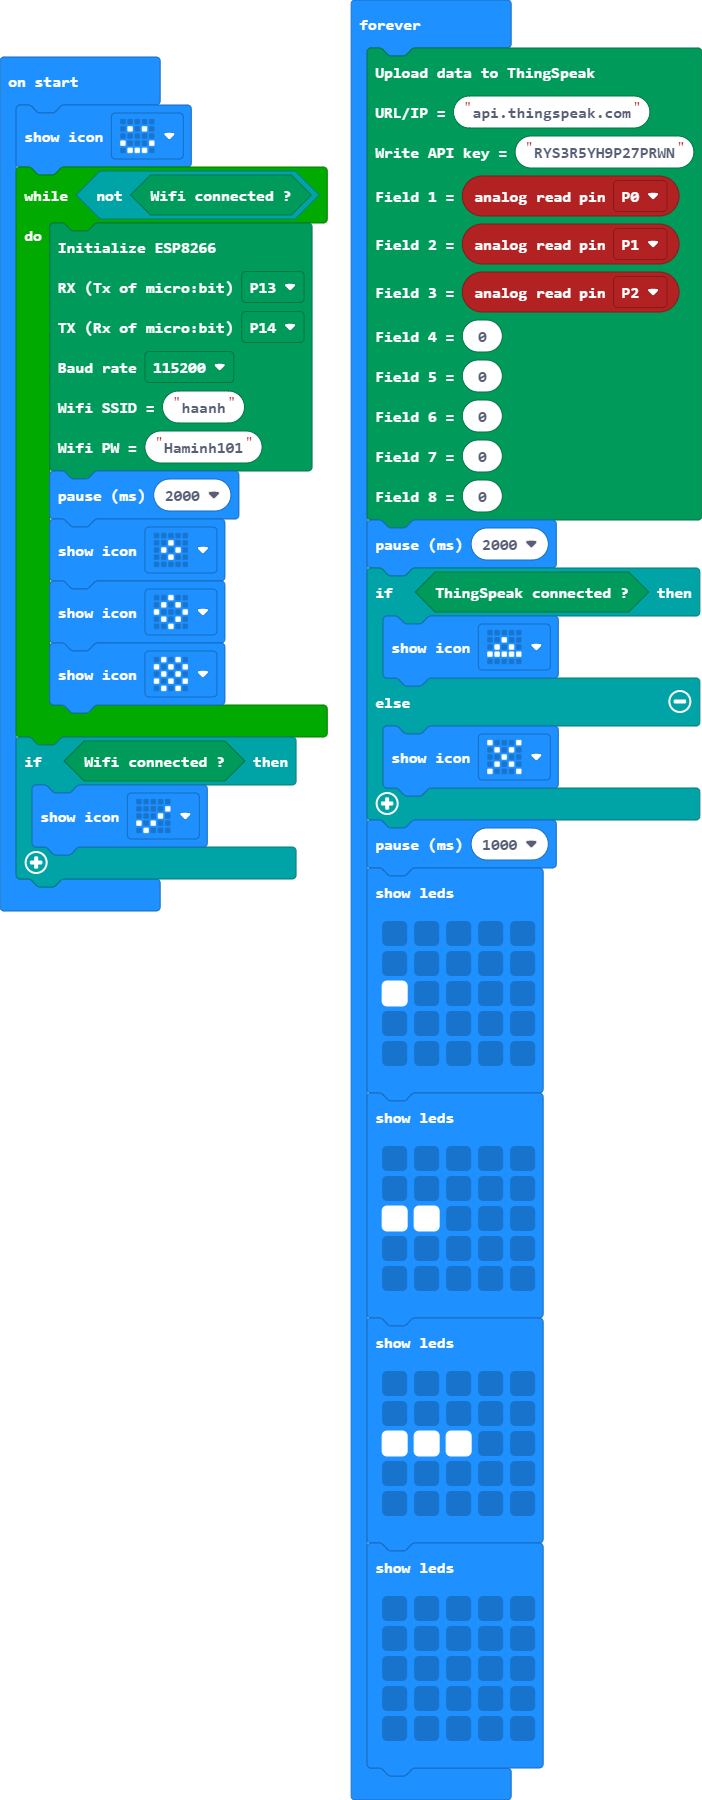 on start
show icon
while not Wifi connected ?
do
Initialize ESP8266
RX (Tx of micro:bit) P13
TX (Rx of micro:bit) P14
Baud rate 115200
Wifi SSID = "haanh"
Wifi PW = "Haminh101"
pause (ms) 2000
show icon
show icon
show icon
if Wifi connected ? then
show icon
forever
Upload data to ThingSpeak
URL/IP = "api.thingspeak.com"
Write API key = "RYS3R5YH9P27PRWN"
Field 1 = analog read pin P0
Field 2 = analog read pin P1
Field 3 = analog read pin P2
Field 4 = 0
Field 5 = 0
Field 6 = 0
Field 7 = 0
Field 8 = 0
pause (ms) 2000
if ThingSpeak connected ? then
show icon
else
show icon
pause (ms) 1000
show leds
show leds
show leds
show leds